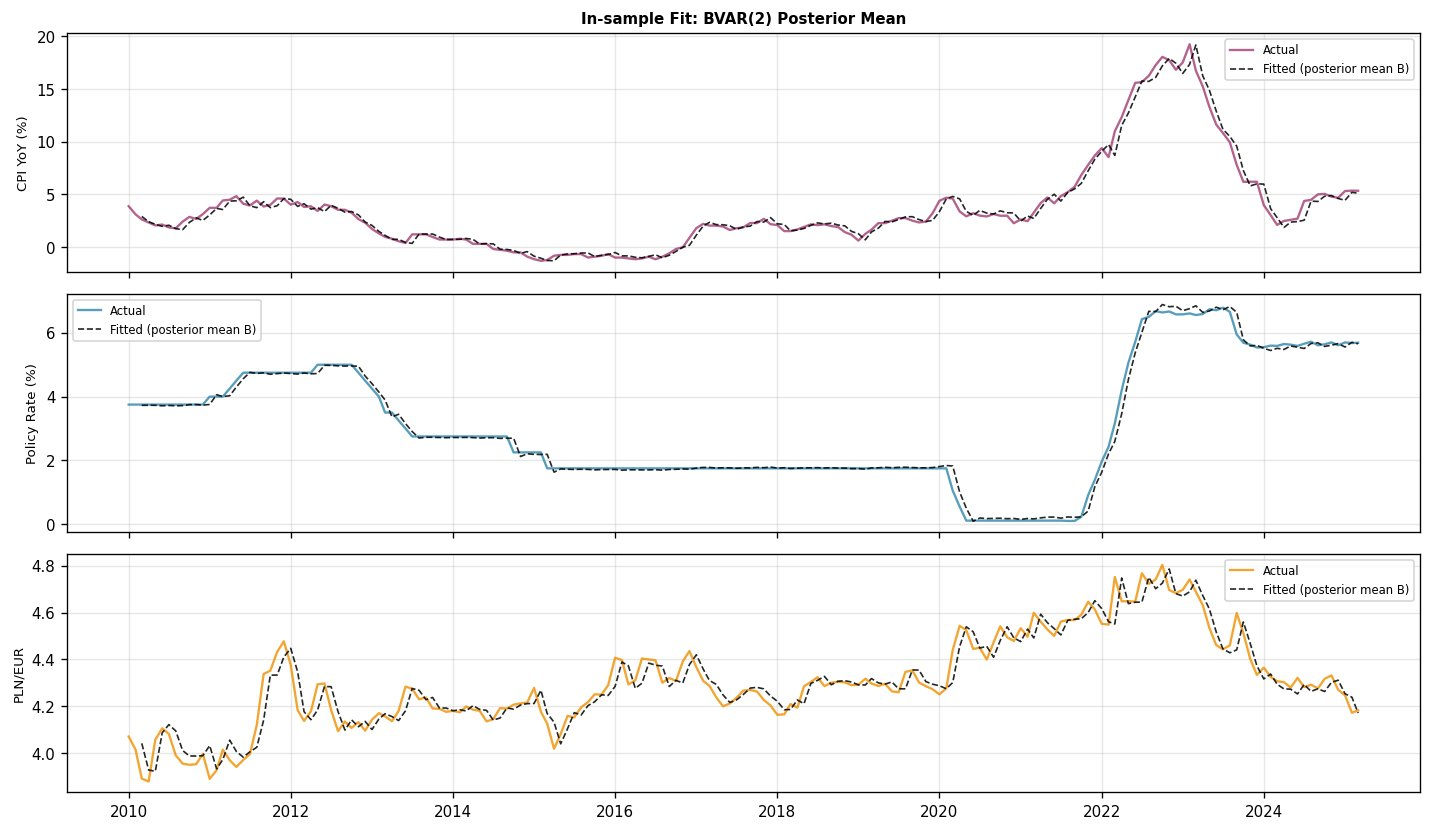 In-sample Fit: BVAR(2) Posterior Mean
20
15
10
5
0
CPI YoY (%)
Actual
Fitted (posterior mean B)
6
4
2
0
Policy Rate (%)
Actual
Fitted (posterior mean B)
4.8
4.6
4.4
4.2
4.0
PLN/EUR
Actual
Fitted (posterior mean B)
2010 2012 2014 2016 2018 2020 2022 2024